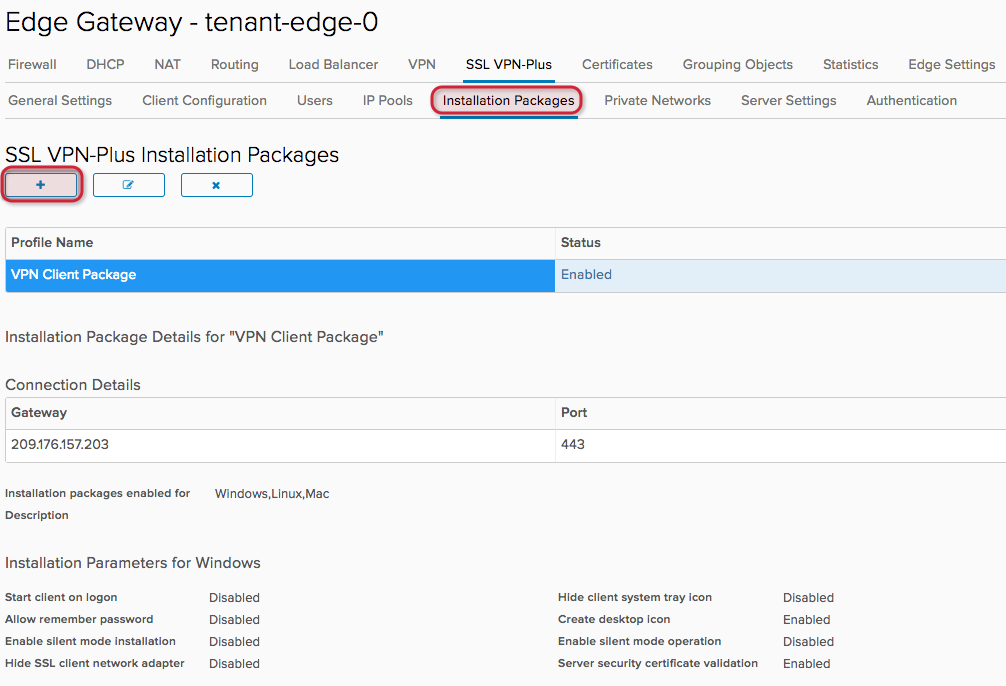 Edge Gateway - tenant-edge-0
Firewall DHCP NAT Routing Load Balancer VPN SSL VPN-Plus Certificates Grouping Objects Statistics Edge Settings
General Settings Client Configuration Users IP Pools Installation Packages Private Networks Server Settings Authentication
SSL VPN-Plus Installation Packages
Profile Name Status
VPN Client Package Enabled
Installation Package Details for "VPN Client Package"
Connection Details
Gateway Port
209.176.157.203 443
Installation packages enabled for Windows,Linux,Mac
Description
Installation Parameters for Windows
Start client on logon Disabled Hide client system tray icon Disabled
Allow remember password Disabled Create desktop icon Enabled
Enable silent mode installation Disabled Enable silent mode operation Disabled
Hide SSL client network adapter Disabled Server security certificate validation Enabled